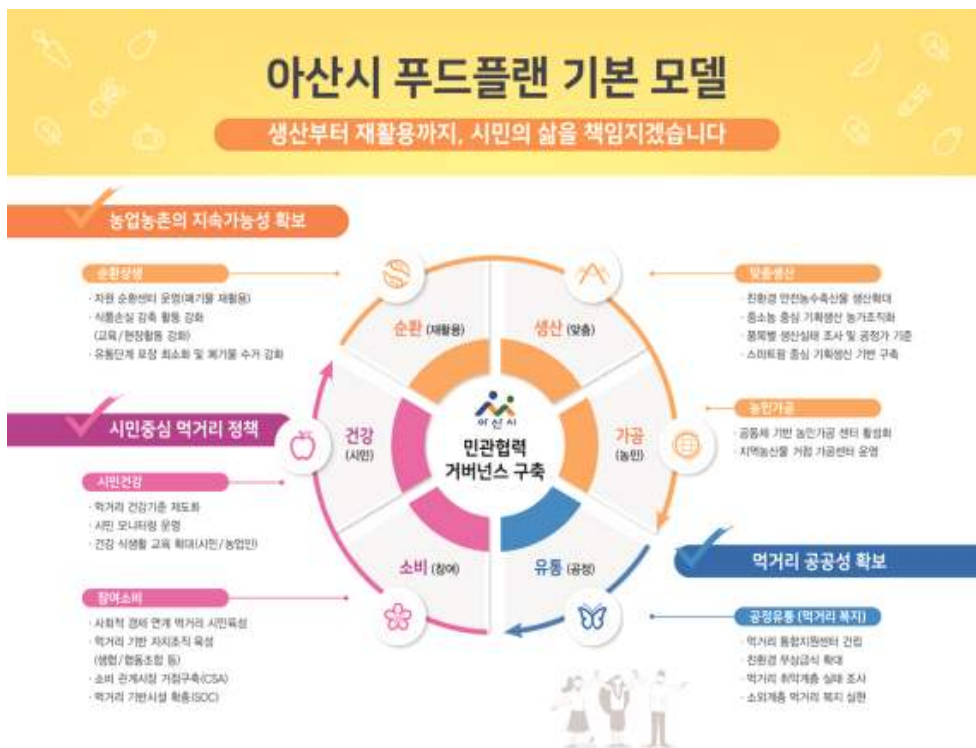 아산시 푸드플랜 기본 모델
생산부터 재활용까지, 시민의 삶을 책임지겠습니다
농업농촌의 지속가능성 확보
순환상생
· 자원 순환센터 운영(폐기물 재활용)
· 식품손실 감축 활동 강화
(교육/현장활동 강화)
· 유통단계 포장 최소화 및 폐기물 수거 강화
시민중심 먹거리 정책
시민건강
· 먹거리 건강기준 제도화
· 시민 모니터링 운영
· 건강 식생활 교육 확대(시민/농업인)
참여소비
· 사회적 경제 연계 먹거리 시민육성
· 먹거리 기반 자치조직 육성
(생협/협동조합 등)
· 소비 관계시장 거점구축(CSA)
· 먹거리 기반시설 확충(SOC)
순환 (재활용)
생산 (맞춤)
건강
(시민)
가공
(농민)
소비 (참여)
유통 (공정)
아산시
민관협력
거버넌스 구축
맞춤생산
· 친환경 안전농수축산물 생산확대
· 중소농 중심 기획생산 농가조직화
· 품목별 생산실태 조사 및 공정가 기준
· 스마트팜 중심 기획생산 기반 구축
농민가공
· 공동체 기반 농민가공 센터 활성화
· 지역농산물 거점 가공센터 운영
먹거리 공공성 확보
공정유통 (먹거리 복지)
· 먹거리 통합지원센터 건립
· 친환경 무상급식 확대
· 먹거리 취약계층 실태 조사
· 소외계층 먹거리 복지 실현